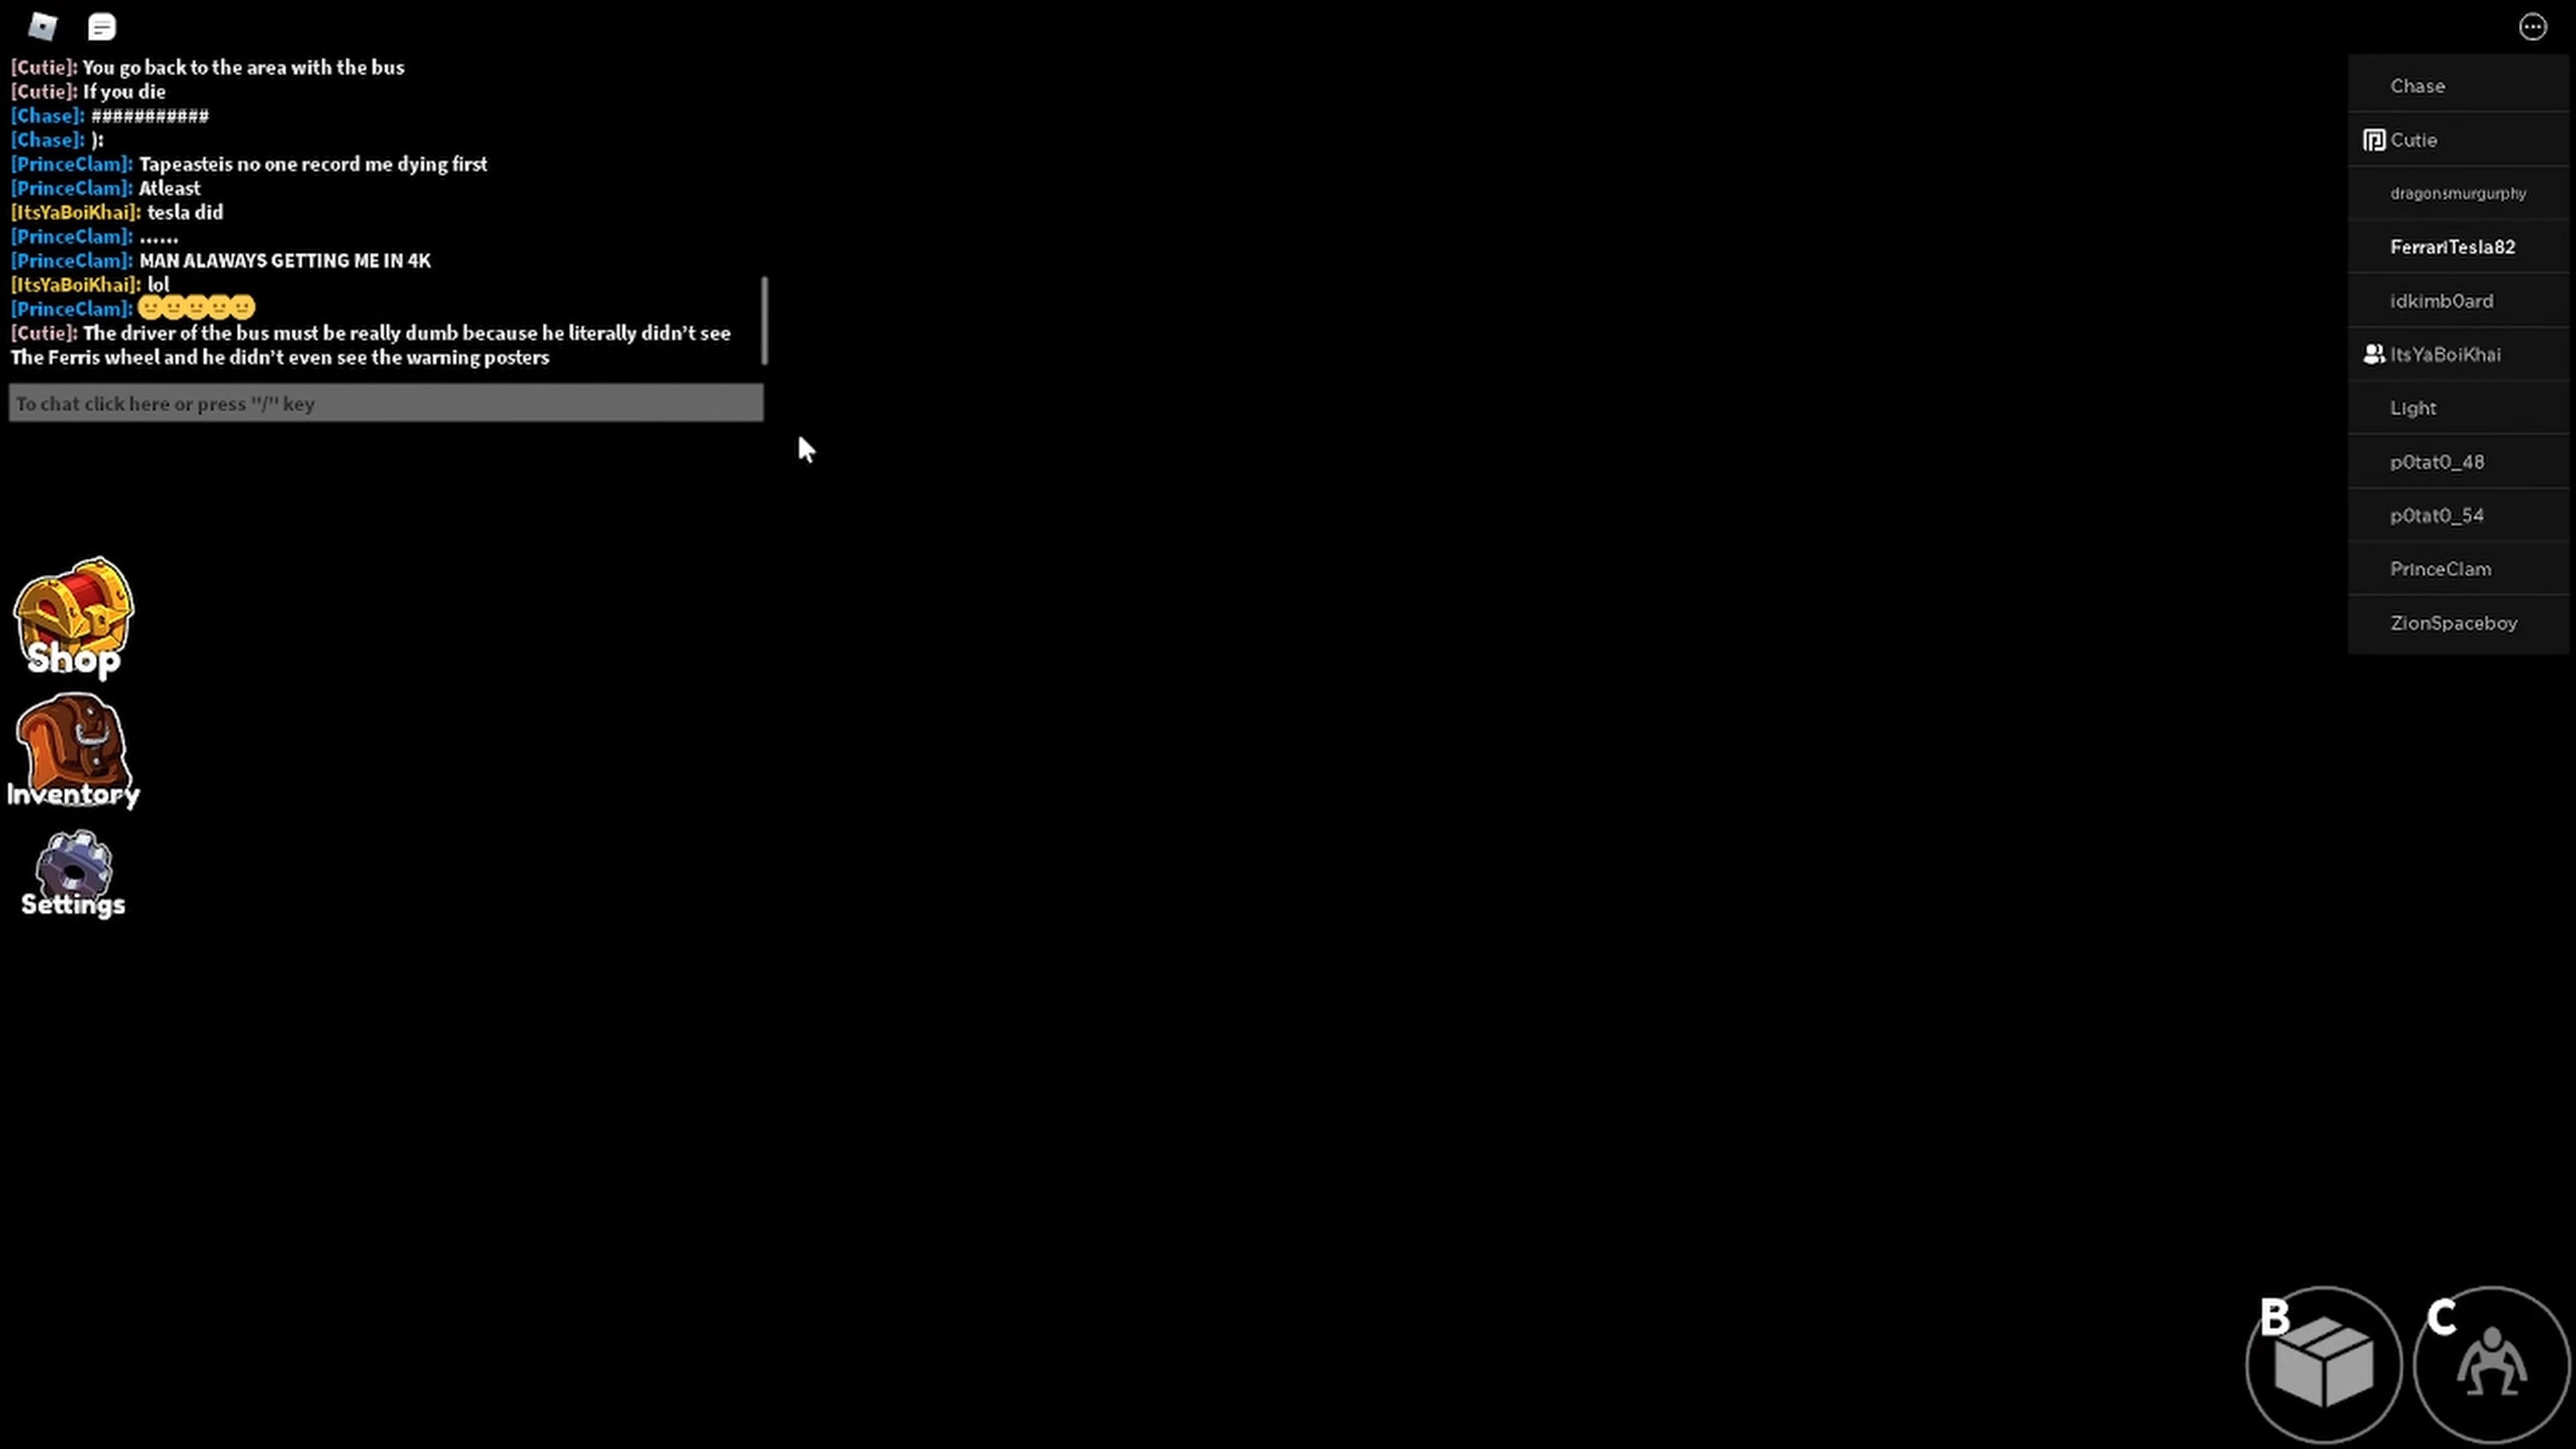 [Cutie]: You go back to the area with the bus
[Cutie]: If you die
[Chase]: ###########
[Chase]: ):
[PrinceClam]: Tapeasteis no one record me dying first
[PrinceClam]: Atleast
[ItsYaBoiKhai]: tesla did
[PrinceClam]: ......
[PrinceClam]: MAN ALAWAYS GETTING ME IN 4K
[ItsYaBoiKhai]: lol
[PrinceClam]: 😐😐😐😐😐
[Cutie]: The driver of the bus must be really dumb because he literally didn’t see
The Ferris wheel and he didn’t even see the warning posters
To chat click here or press "/" key
Shop
Inventory
Settings
Chase
Cutie
dragonsmurgurphy
FerrariTesla82
idkimb0ard
ItsYaBoiKhai
Light
p0tat0_48
p0tat0_54
PrinceClam
ZionSpaceboy
B
C